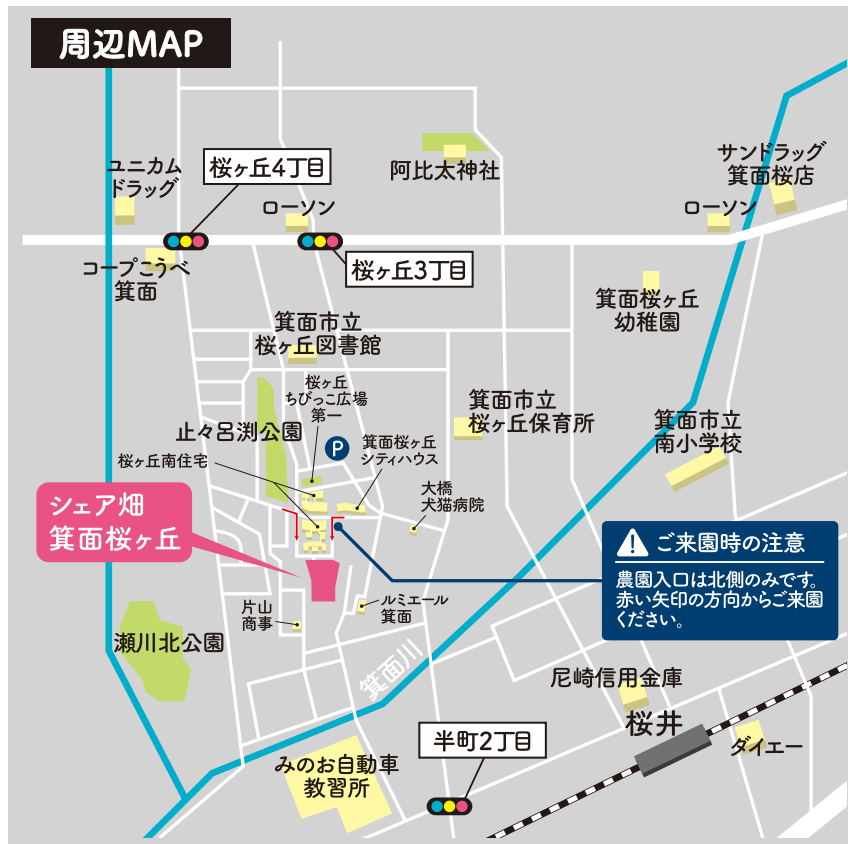 周辺MAP
ユニカム
ドラッグ
桜ヶ丘4丁目
阿比太神社
サンドラッグ
箕面桜店
ローソン
ローソン
コープこうべ
箕面
桜ヶ丘3丁目
箕面桜ヶ丘
幼稚園
箕面市立
桜ヶ丘図書館
桜ヶ丘
ちびっこ広場
第一
箕面市立
桜ヶ丘保育所
箕面市立
南小学校
止々呂渕公園
P
箕面桜ヶ丘
シティハウス
桜ヶ丘南住宅
大橋
犬猫病院
シェア畑
箕面桜ヶ丘
ご来園時の注意
農園入口は北側のみです。
赤い矢印の方向からご来園
ください。
片山
商事
ルミエール
箕面
瀬川北公園
箕面川
尼崎信用金庫
桜井
ダイエー
半町2丁目
みのお自動車
教習所